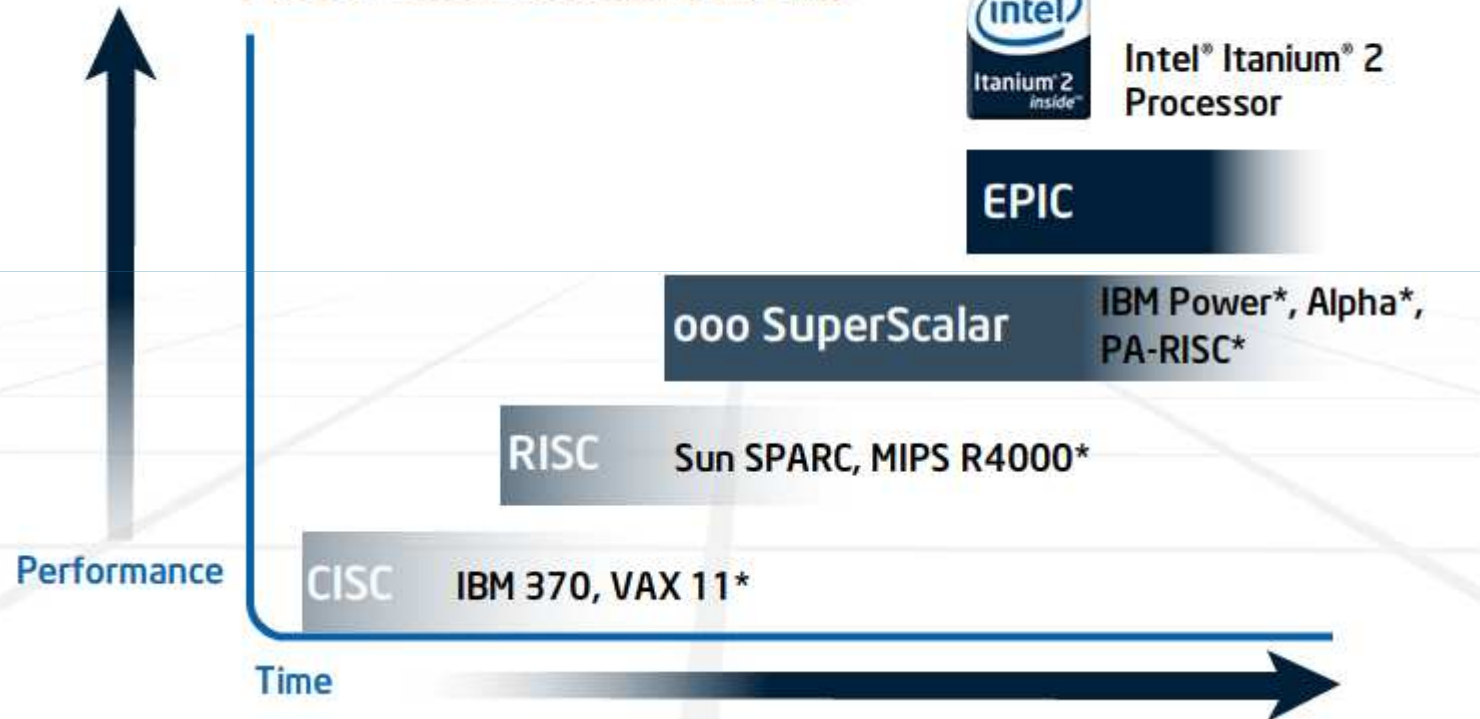 intel
Itanium® 2
inside™
Intel® Itanium® 2
Processor
EPIC
ooo SuperScalar
IBM Power*, Alpha*,
PA-RISC*
RISC
Sun SPARC, MIPS R4000*
CISC
IBM 370, VAX 11*
Performance
Time